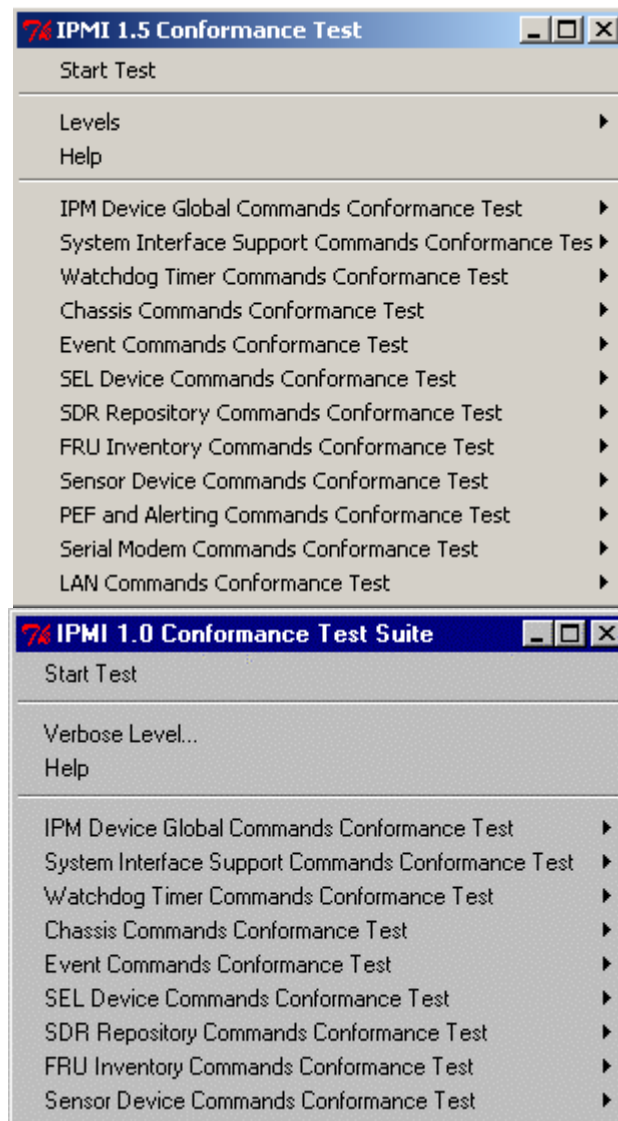 IPMI 1.5 Conformance Test
Start Test
Levels
Help
IPM Device Global Commands Conformance Test
System Interface Support Commands Conformance Tes
Watchdog Timer Commands Conformance Test
Chassis Commands Conformance Test
Event Commands Conformance Test
SEL Device Commands Conformance Test
SDR Repository Commands Conformance Test
FRU Inventory Commands Conformance Test
Sensor Device Commands Conformance Test
PEF and Alerting Commands Conformance Test
Serial Modem Commands Conformance Test
LAN Commands Conformance Test
IPMI 1.0 Conformance Test Suite
Start Test
Verbose Level...
Help
IPM Device Global Commands Conformance Test
System Interface Support Commands Conformance Test
Watchdog Timer Commands Conformance Test
Chassis Commands Conformance Test
Event Commands Conformance Test
SEL Device Commands Conformance Test
SDR Repository Commands Conformance Test
FRU Inventory Commands Conformance Test
Sensor Device Commands Conformance Test